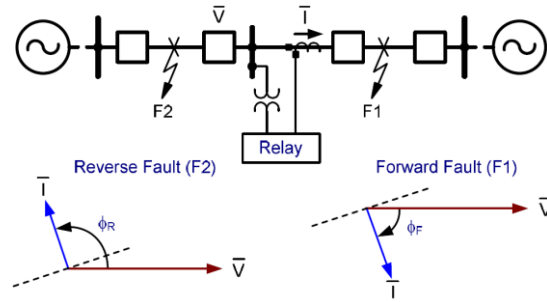 V̅
I̅
F2
F1
Relay
Reverse Fault (F2)
Forward Fault (F1)
I̅
ϕR
V̅
V̅
ϕF
I̅